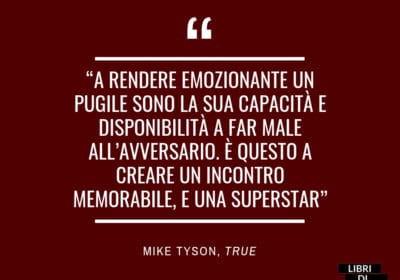 “
“A RENDERE EMOZIONANTE UN
PUGILE SONO LA SUA CAPACITÀ E
DISPONIBILITÀ A FAR MALE
ALL’AVVERSARIO. È QUESTO A
CREARE UN INCONTRO
MEMORABILE, E UNA SUPERSTAR”
MIKE TYSON, TRUE
LIBRI
DI